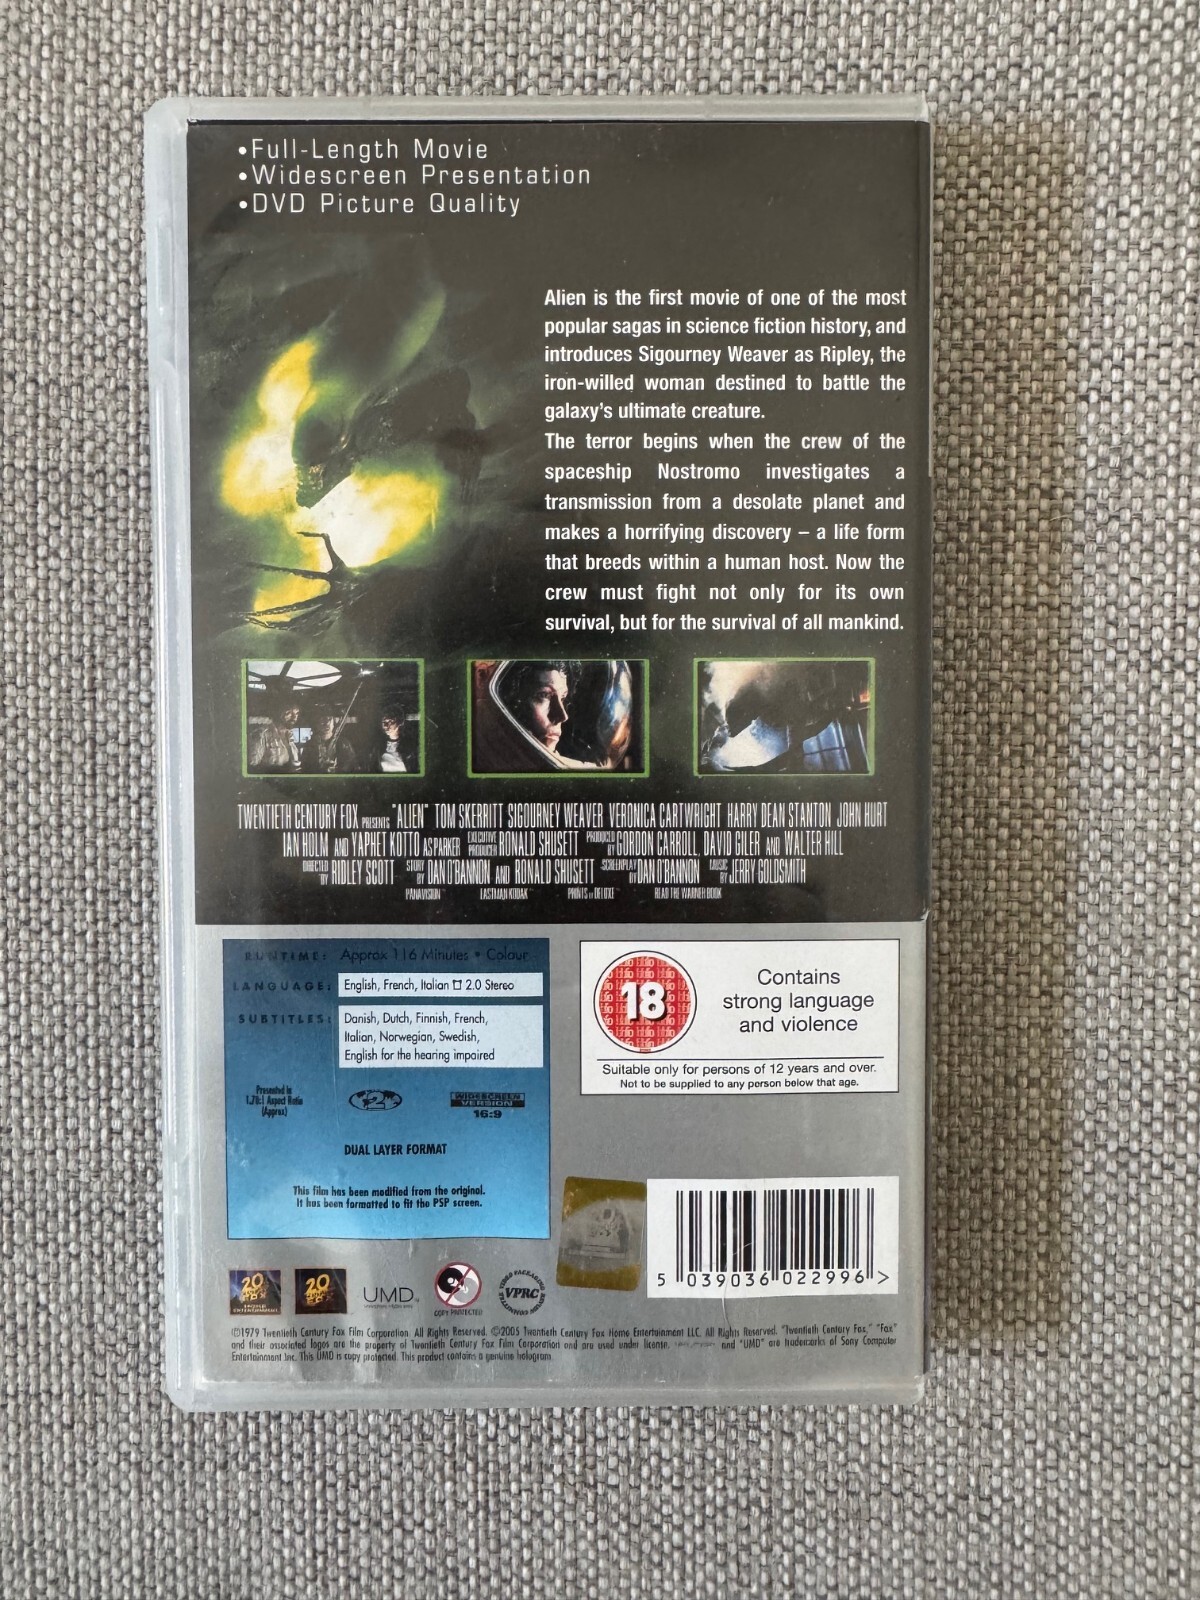 •Full-Length Movie
•Widescreen Presentation
•DVD Picture Quality
Alien is the first movie of one of the most
popular sagas in science fiction history, and
introduces Sigourney Weaver as Ripley, the
iron-willed woman destined to battle the
galaxy's ultimate creature.
The terror begins when the crew of the
spaceship Nostromo investigates a
transmission from a desolate planet and
makes a horrifying discovery – a life form
that breeds within a human host. Now the
crew must fight not only for its own
survival, but for the survival of all mankind.
TWENTIETH CENTURY FOX PRESENTS "ALIEN" TOM SKERRITT SIGOURNEY WEAVER VERONICA CARTWRIGHT HARRY DEAN STANTON JOHN HURT
IAN HOLM AND YAPHET KOTTO AS PARKER EXECUTIVE PRODUCER RONALD SHUSETT PRODUCED BY GORDON CARROLL, DAVID GILER AND WALTER HILL
DIRECTED BY RIDLEY SCOTT STORY BY DAN O'BANNON AND RONALD SHUSETT SCREENPLAY BY DAN O'BANNON MUSIC BY JERRY GOLDSMITH
PANAVISION EASTMAN KODAK PRINTS BY DELUXE READ THE WARNER BOOK
RUNTIME: Approx 116 Minutes • Colour
LANGUAGE: English, French, Italian 2.0 Stereo
SUBTITLES: Danish, Dutch, Finnish, French,
Italian, Norwegian, Swedish,
English for the hearing impaired
Presented in
1.78:1 Aspect Ratio
(Approx)
2
WIDESCREEN
VERSION
16:9
DUAL LAYER FORMAT
This film has been modified from the original.
It has been formatted to fit the PSP screen.
18
Contains
strong language
and violence
Suitable only for persons of 12 years and over.
Not to be supplied to any person below that age.
5 039036 022996 >
20
20
UMD
COPY PROTECTED
VIDEO PACKAGING REVIEW COMMITTEE
VPRC
©1979 Twentieth Century Fox Film Corporation. All Rights Reserved. ©2005 Twentieth Century Fox Home Entertainment LLC. All Rights Reserved. "Twentieth Century Fox," "Fox"
and their associated logos are the property of Twentieth Century Fox Film Corporation and are used under license. and "UMD" are trademarks of Sony Computer
Entertainment Inc. This UMD is copy protected. This product contains a genuine hologram.